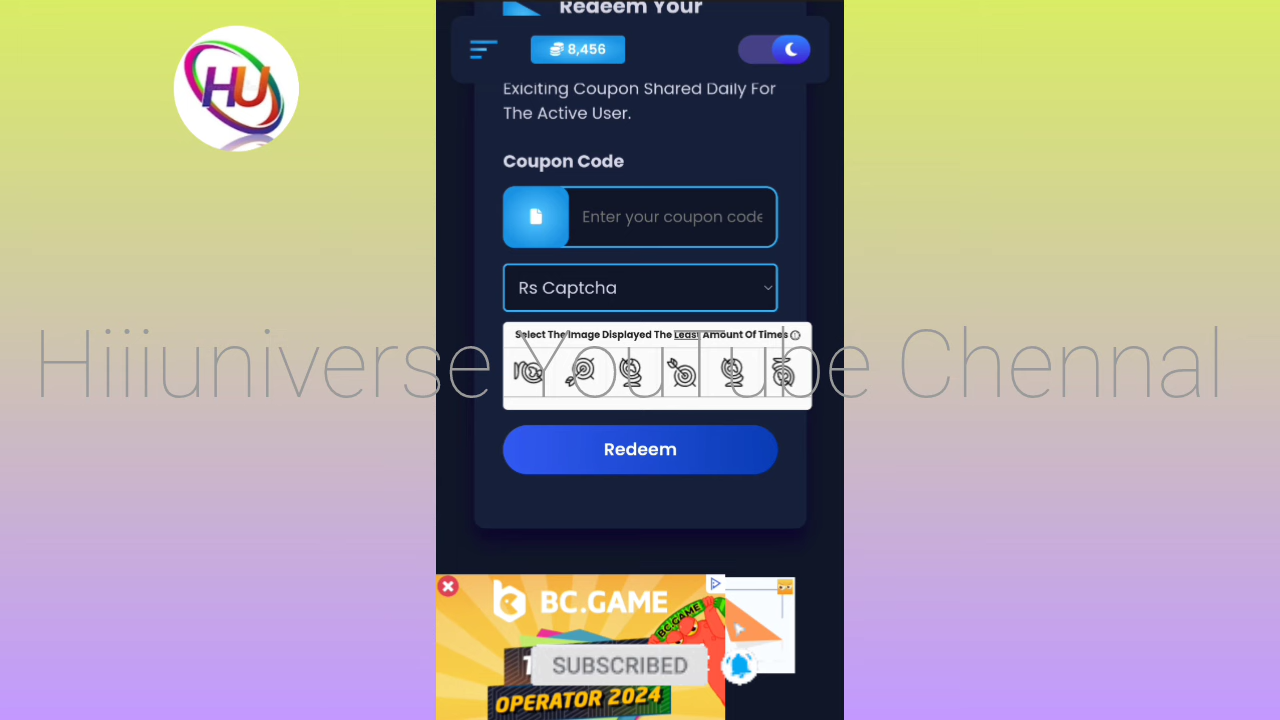 HU
Redeem Your
8,456
Exiciting Coupon Shared Daily For
The Active User.
Coupon Code
Enter your coupon code
Rs Captcha
Select The Image Displayed The Least Amount Of Times
Hiiiuniverse YouTube Chennal
Redeem
BC.GAME
BC.GAME
SUBSCRIBED
OPERATOR 2024